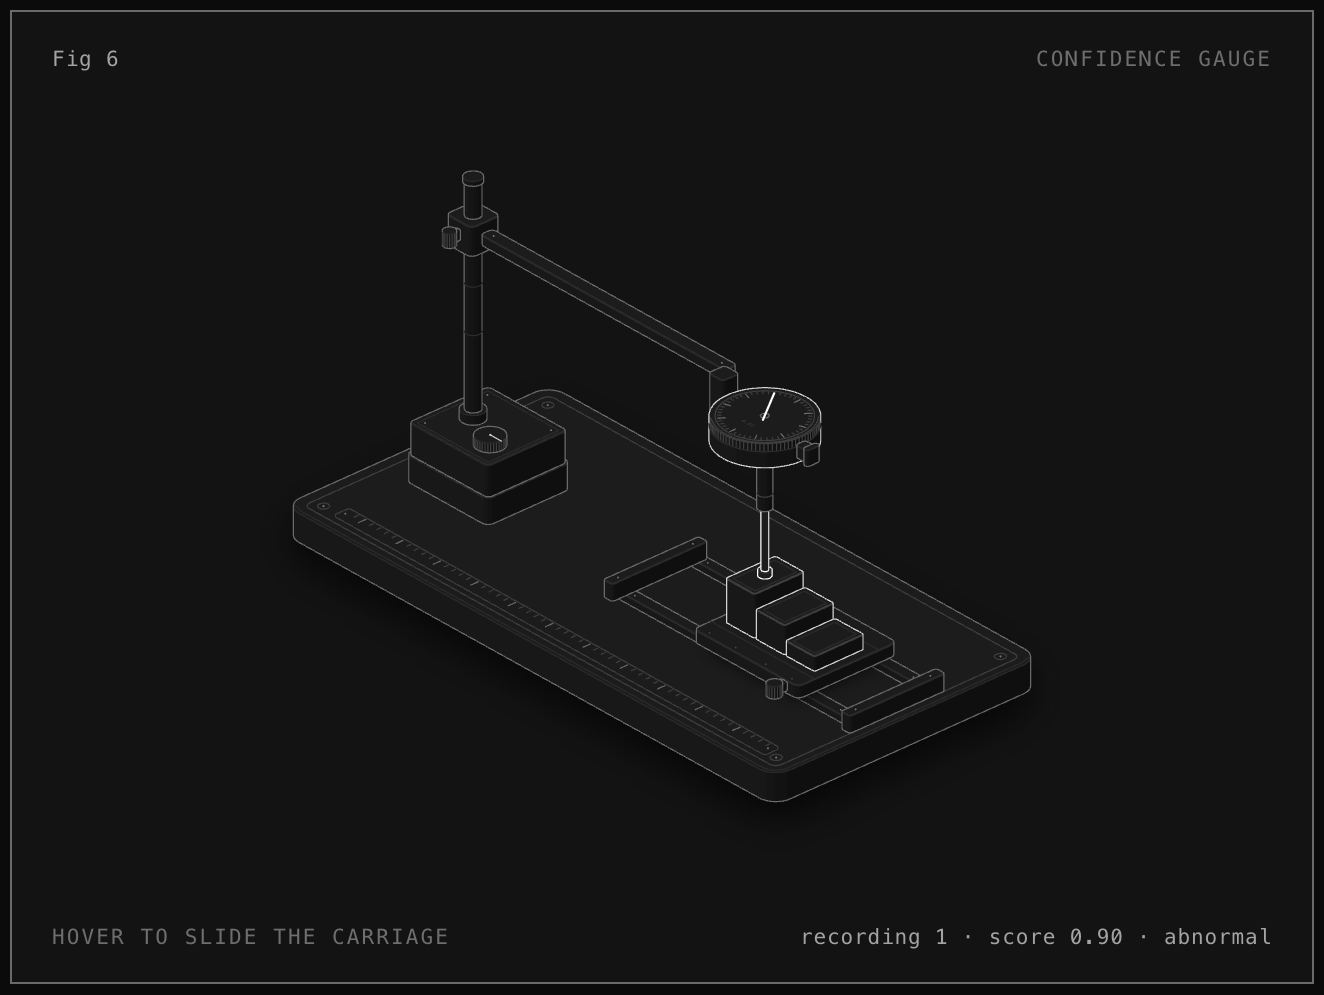 Fig 6
CONFIDENCE GAUGE
HOVER TO SLIDE THE CARRIAGE
recording 1 · score 0.90 · abnormal